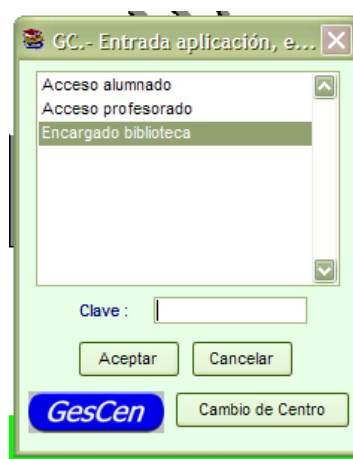 GC.- Entrada aplicación, e...
Acceso alumnado
Acceso profesorado
Encargado biblioteca
Clave :
Aceptar
Cancelar
GesCen
Cambio de Centro